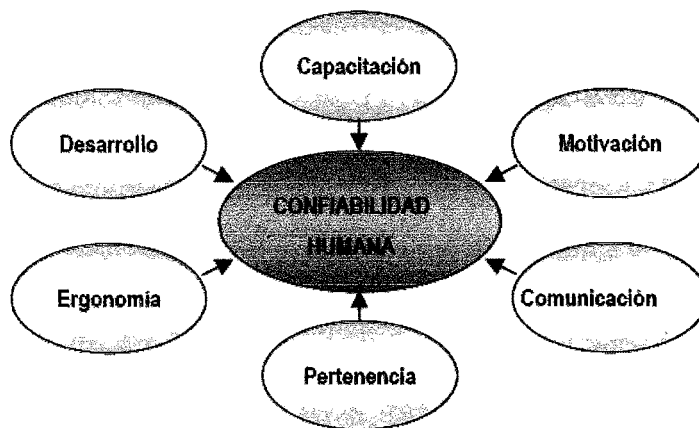 Capacitación
Desarrollo
Motivación
CONFIABILIDAD
HUMANA
Ergonomía
Comunicación
Pertenencia